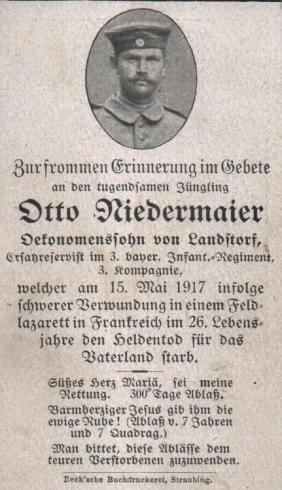 Zur frommen Erinnerung im Gebete
an den tugendsamen Jüngling
Otto Niedermaier
Oekonomenssohn von Landstorf,
Ersatzreservist im 3. bayer. Infant.-Regiment,
3. Kompagnie,
welcher am 15. Mai 1917 infolge
schwerer Verwundung in einem Feld-
lazarett in Frankreich im 26. Lebens-
jahre den Heldentod für das
Vaterland starb.
Süßes Herz Mariä, sei meine
Rettung. 300 Tage Ablaß.
Barmherziger Jesus gib ihm die
ewige Ruhe! (Ablaß v. 7 Jahren
und 7 Quadrag.)
Man bittet, diese Ablässe dem
teuren Verstorbenen zuzuwenden.
Beck'sche Buchdruckerei, Straubing.